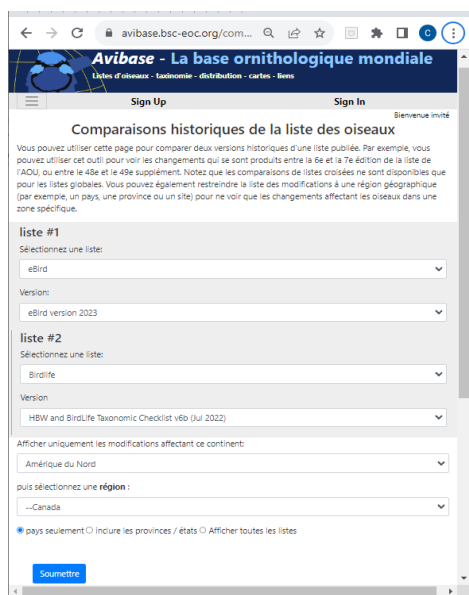 avibase.bsc-eoc.org/com...
C
Avibase - La base ornithologique mondiale
Listes d'oiseaux - taxinomie - distribution - cartes - liens
Sign Up
Sign In
Bienvenue invité
Comparaisons historiques de la liste des oiseaux
Vous pouvez utiliser cette page pour comparer deux versions historiques d'une liste publiée. Par exemple, vous
pouvez utiliser cet outil pour voir les changements qui se sont produits entre la 6e et la 7e édition de la liste de
l'AOU, ou entre le 48e et le 49e supplément. Notez que les comparaisons de listes croisées ne sont disponibles que
pour les listes globales. Vous pouvez également restreindre la liste des modifications à une région géographique
(par exemple, un pays, une province ou un site) pour ne voir que les changements affectant les oiseaux dans une
zone spécifique.
liste #1
Sélectionnez une liste:
eBird
Version:
eBird version 2023
liste #2
Sélectionnez une liste:
Birdlife
Version
HBW and BirdLife Taxonomic Checklist v6b (Jul 2022)
Afficher uniquement les modifications affectant ce continent:
Amérique du Nord
puis sélectionnez une région :
--Canada
pays seulement inclure les provinces / états Afficher toutes les listes
Soumettre